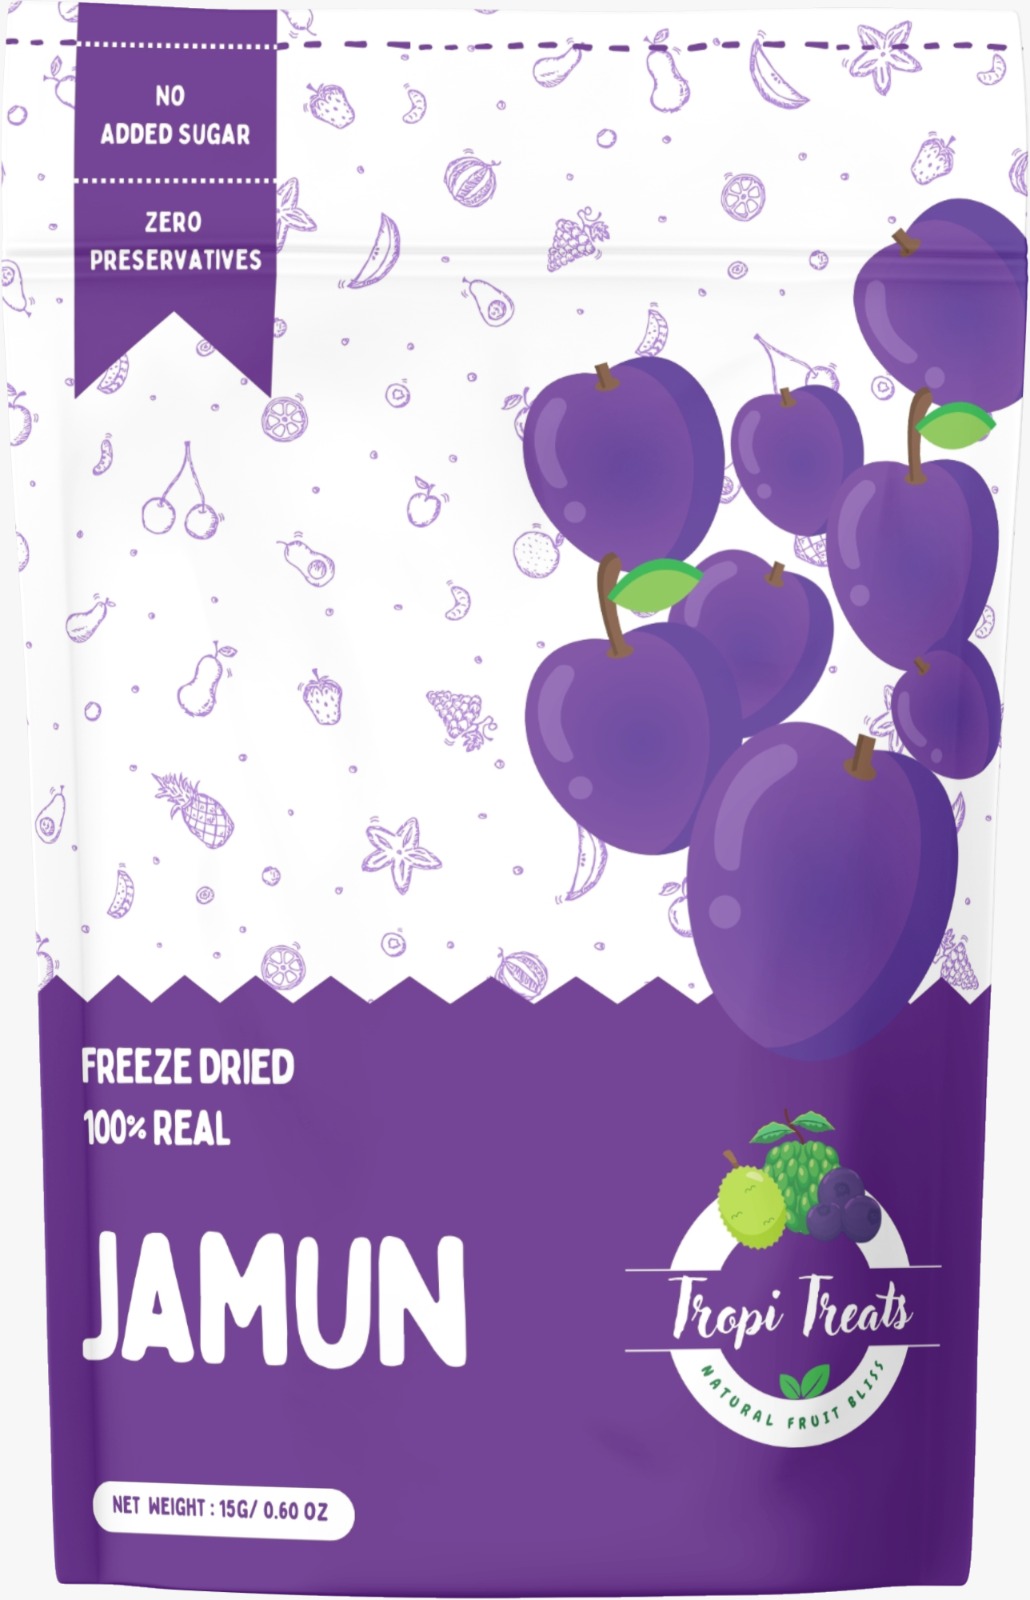 NO
ADDED SUGAR
ZERO
PRESERVATIVES
FREEZE DRIED
100% REAL
JAMUN
Tropi Treats
NATURAL FRUIT BLISS
NET WEIGHT : 15G/ 0.60 OZ